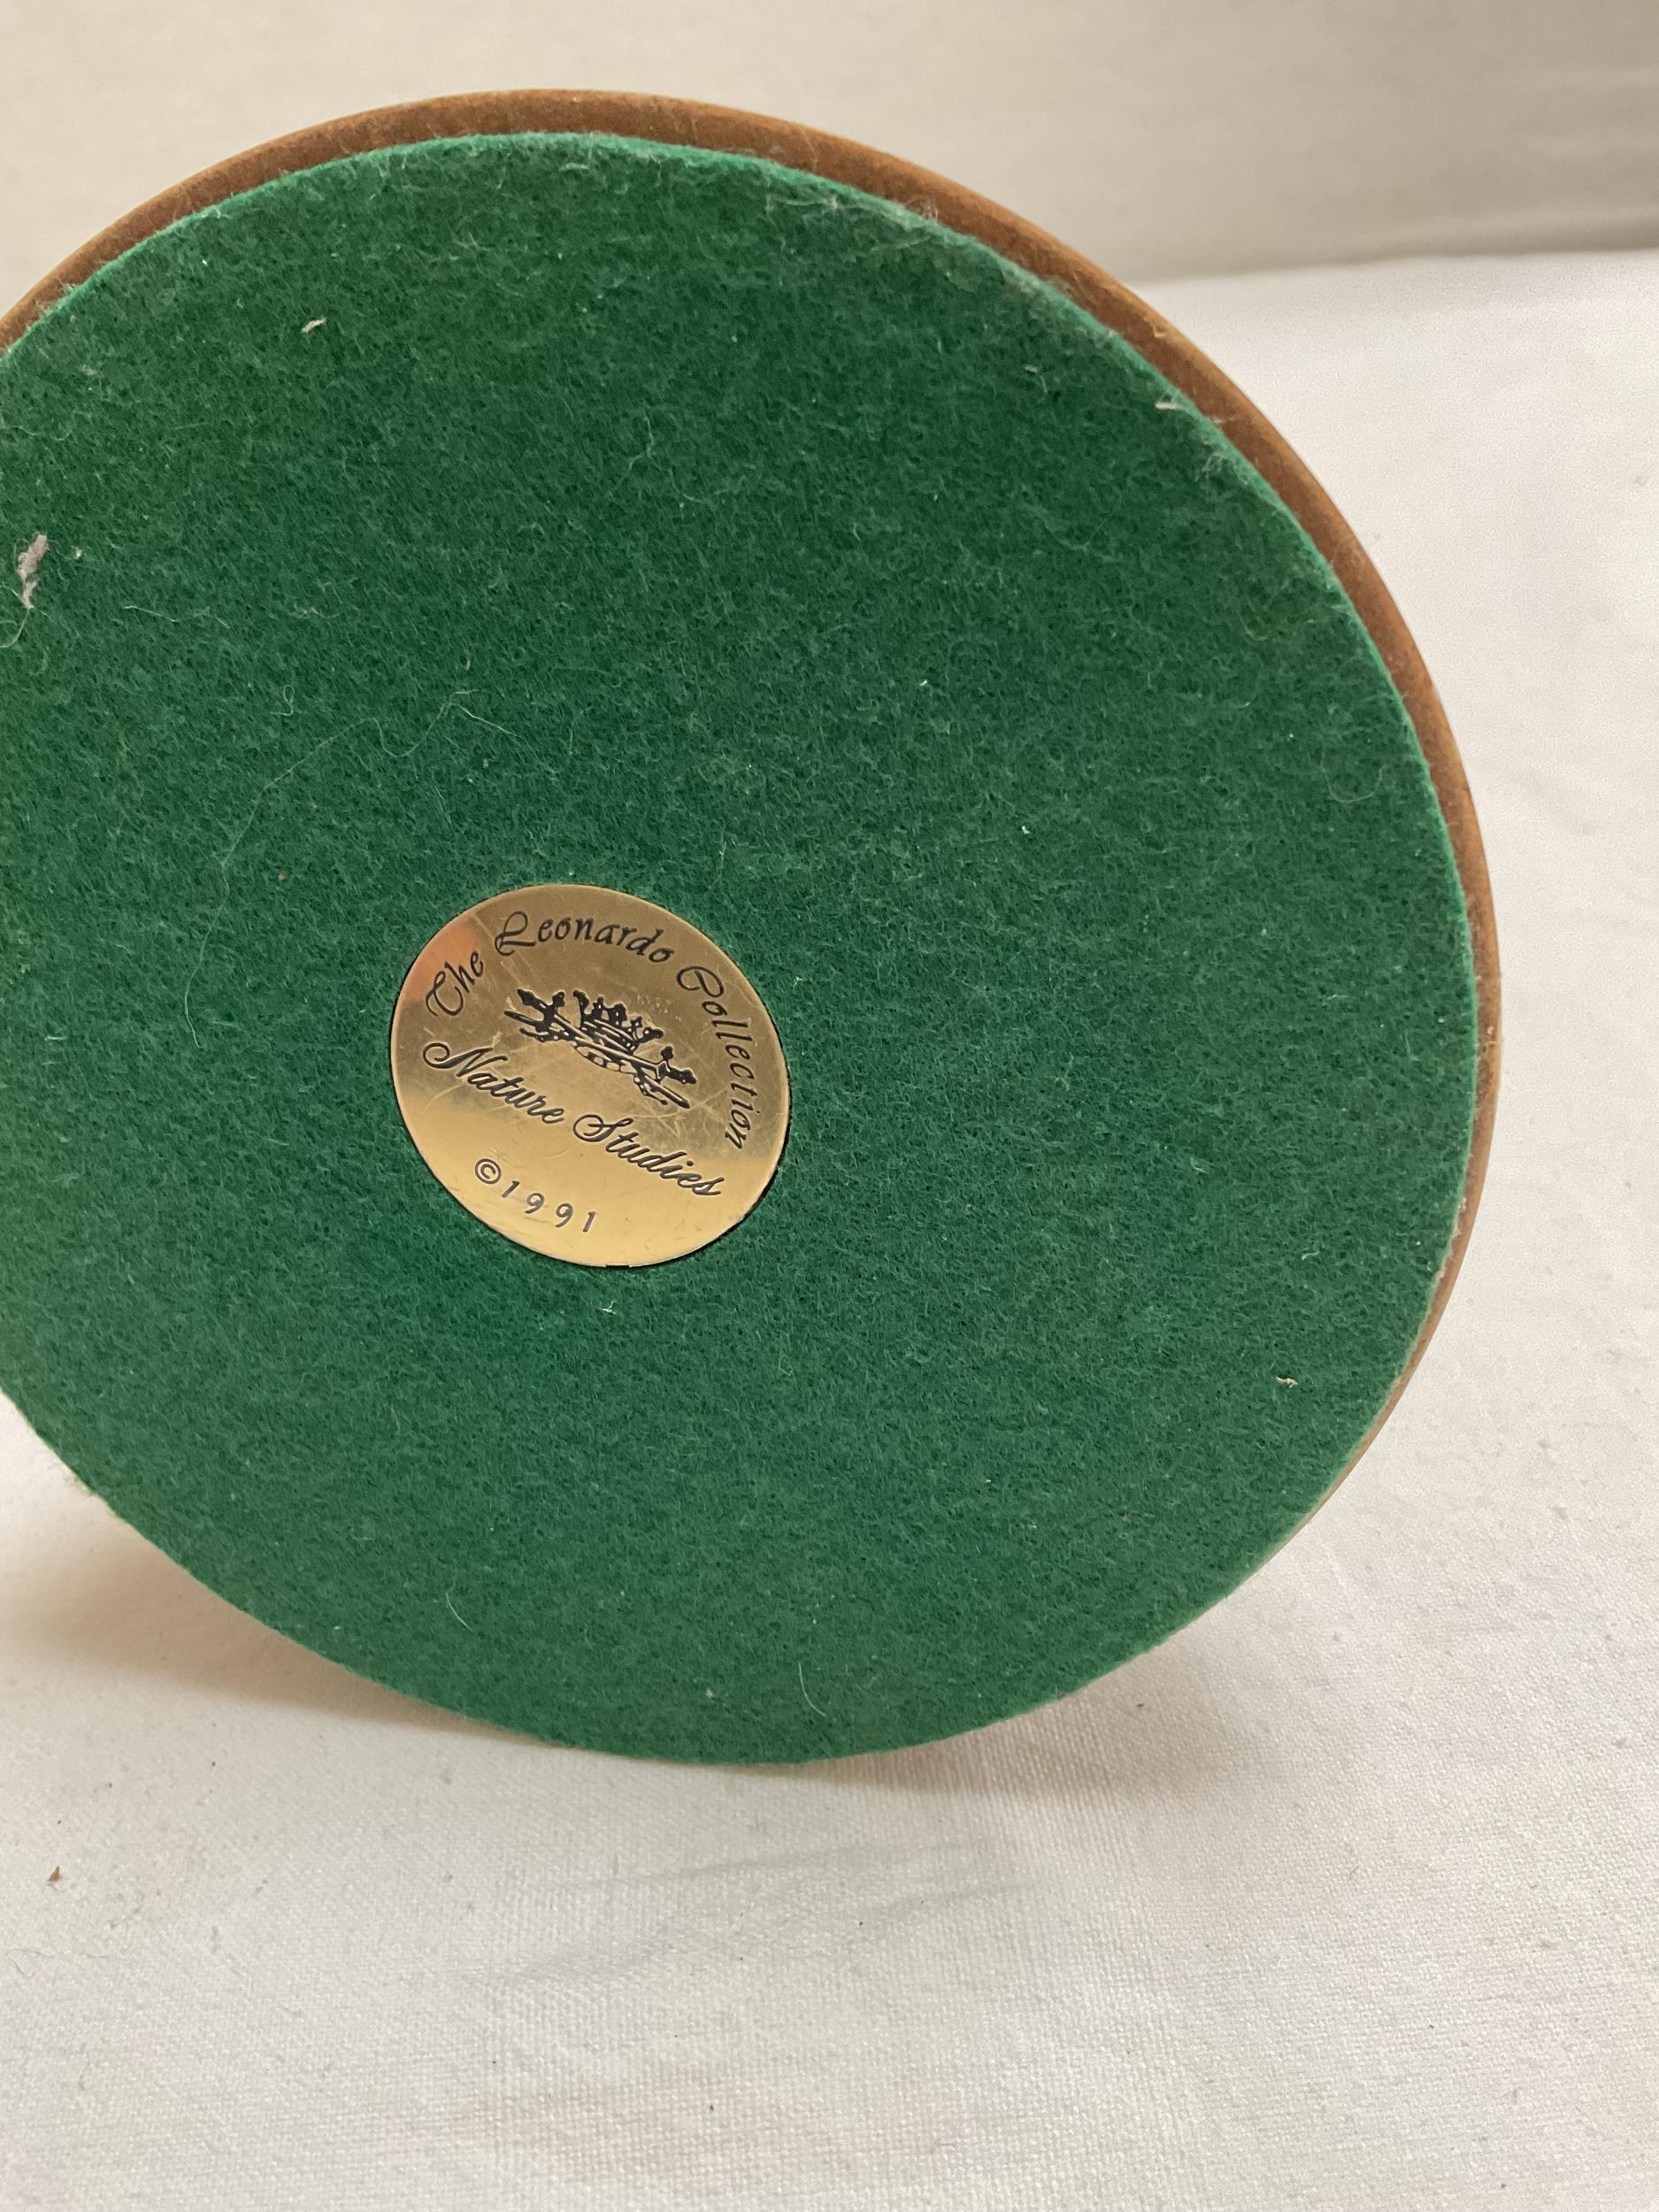 The Leonardo Collection
Nature Studies
©1991